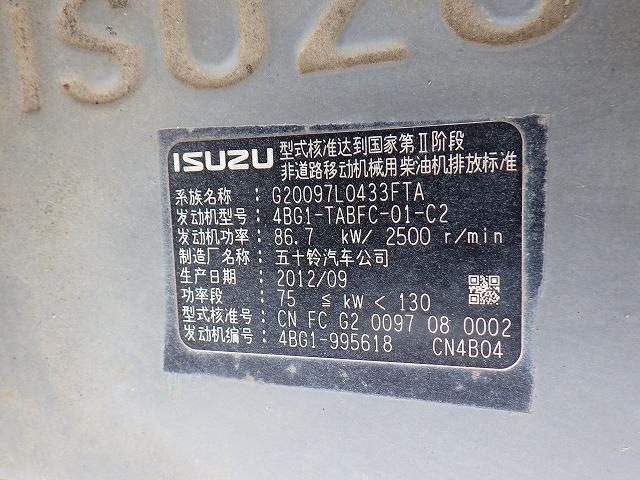 ISUZU
ISUZU 型式核准达到国家第Ⅱ阶段
非道路移动机械用柴油机排放标准
系族名称: G20097L0433FTA
发动机型号: 4BG1-TABFC-01-C2
发动机功率: 86.7 kW/ 2500 r/min
制造厂名称: 五十铃汽车公司
生产日期: 2012/09
功率段: 75 ≦ kW < 130
型式核准号: CN FC G2 0097 08 0002
发动机编号: 4BG1-995618 CN4B04